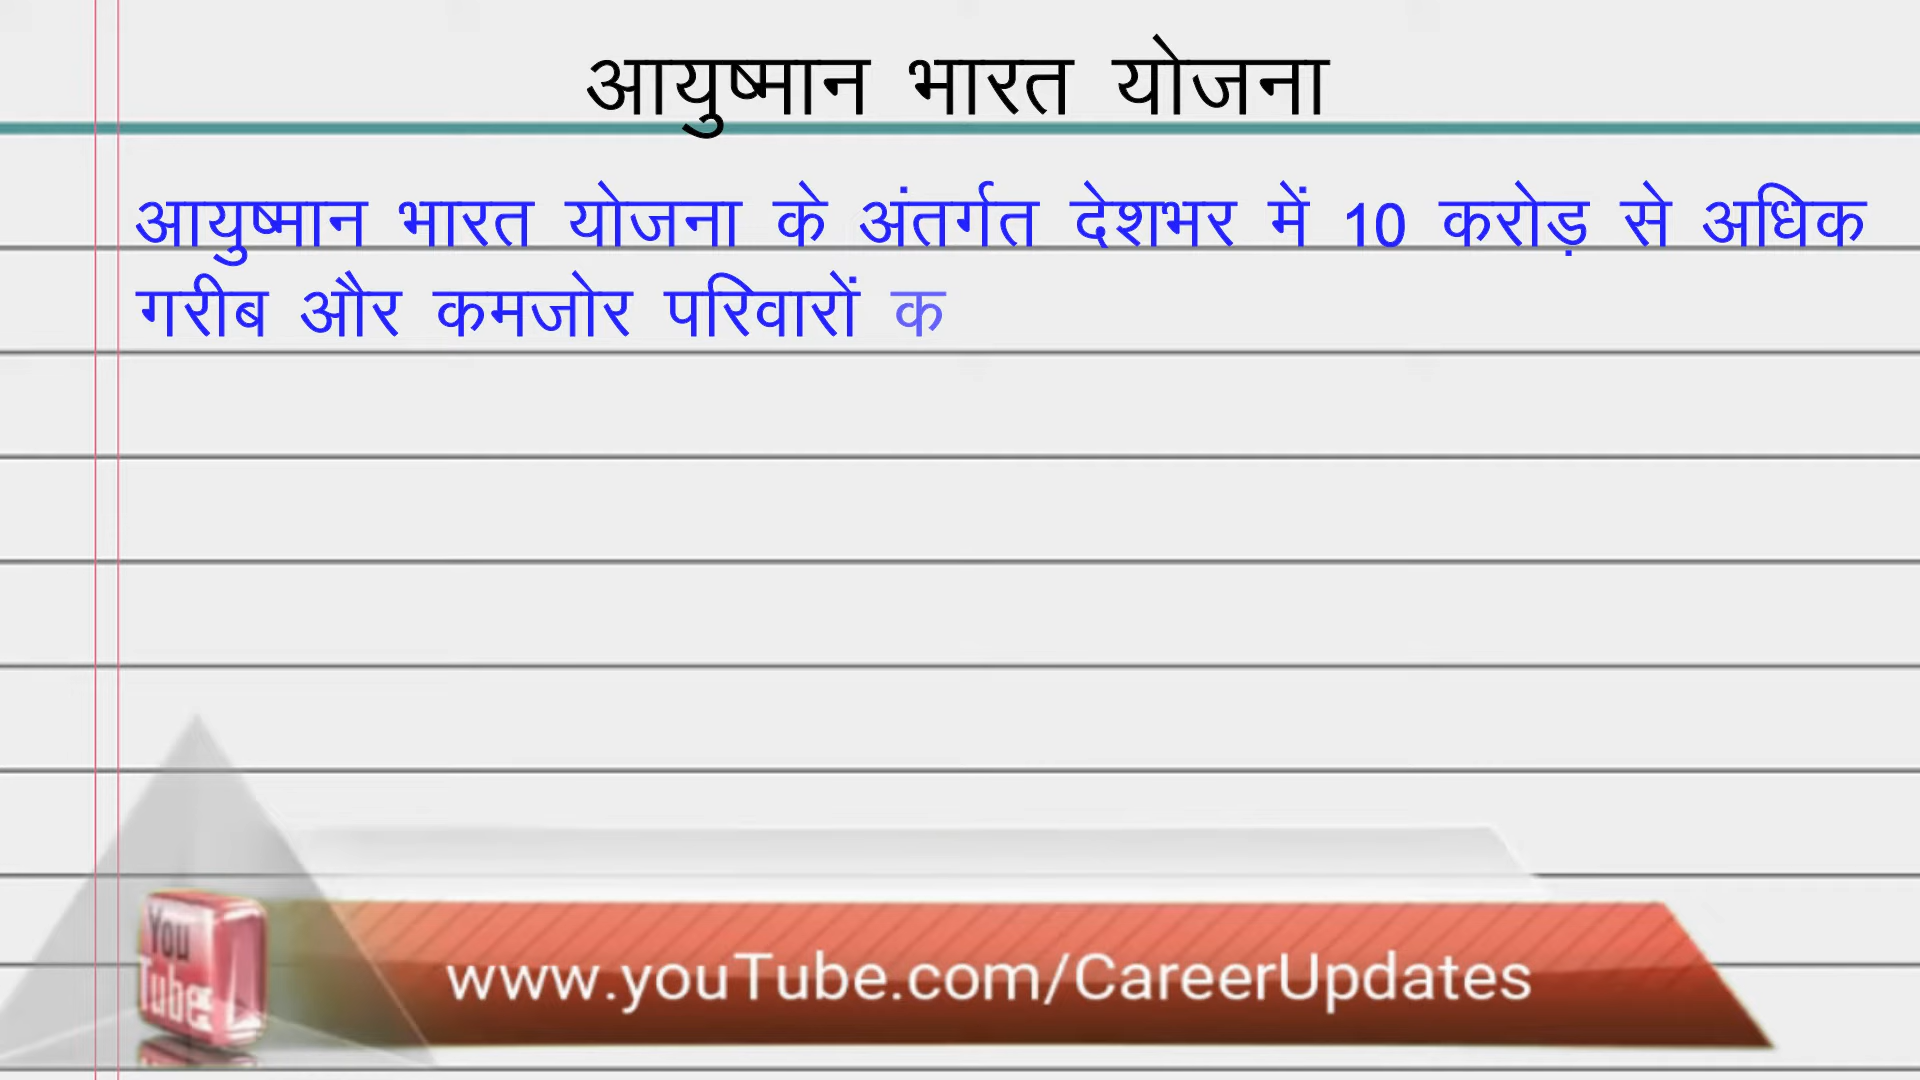 आयुष्मान भारत योजना
आयुष्मान भारत योजना के अंतर्गत देशभर में 10 करोड़ से अधिक
गरीब और कमजोर परिवारों क
You
Tube
www.youTube.com/CareerUpdates